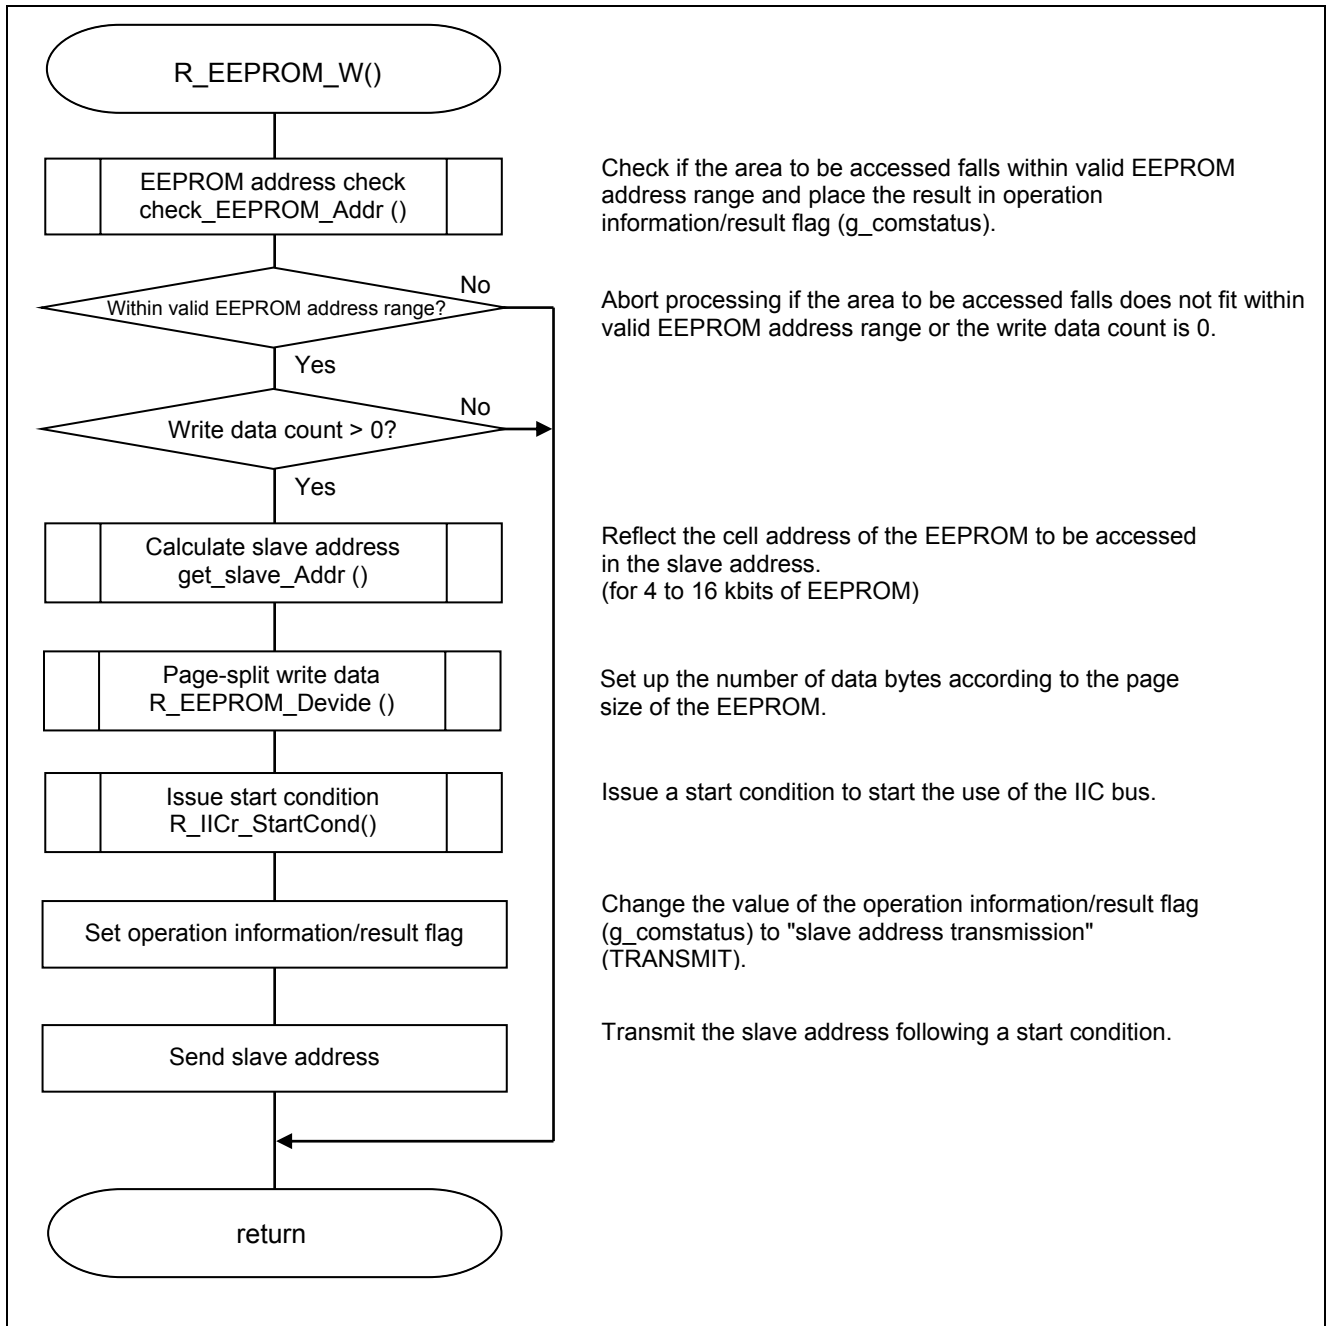 R_EEPROM_W()
EEPROM address check
check_EEPROM_Addr ()
Check if the area to be accessed falls within valid EEPROM
address range and place the result in operation
information/result flag (g_comstatus).
No
Within valid EEPROM address range?
Abort processing if the area to be accessed falls does not fit within
valid EEPROM address range or the write data count is 0.
Yes
No
Write data count > 0?
Yes
Calculate slave address
get_slave_Addr ()
Reflect the cell address of the EEPROM to be accessed
in the slave address.
(for 4 to 16 kbits of EEPROM)
Page-split write data
R_EEPROM_Devide ()
Set up the number of data bytes according to the page
size of the EEPROM.
Issue start condition
R_IICr_StartCond()
Issue a start condition to start the use of the IIC bus.
Set operation information/result flag
Change the value of the operation information/result flag
(g_comstatus) to "slave address transmission"
(TRANSMIT).
Send slave address
Transmit the slave address following a start condition.
return